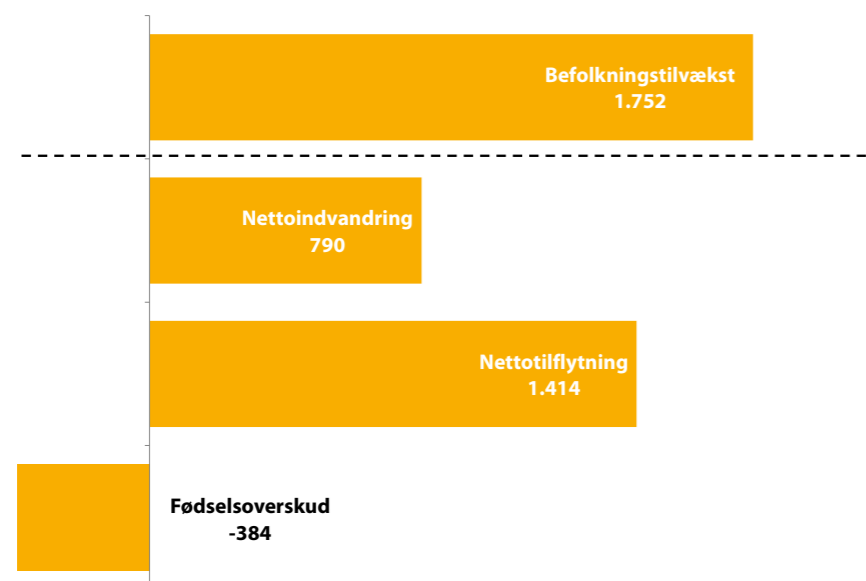 Befolkningstilvækst
1.752
Nettoindvandring
790
Nettotilflytning
1.414
Fødselsoverskud
-384